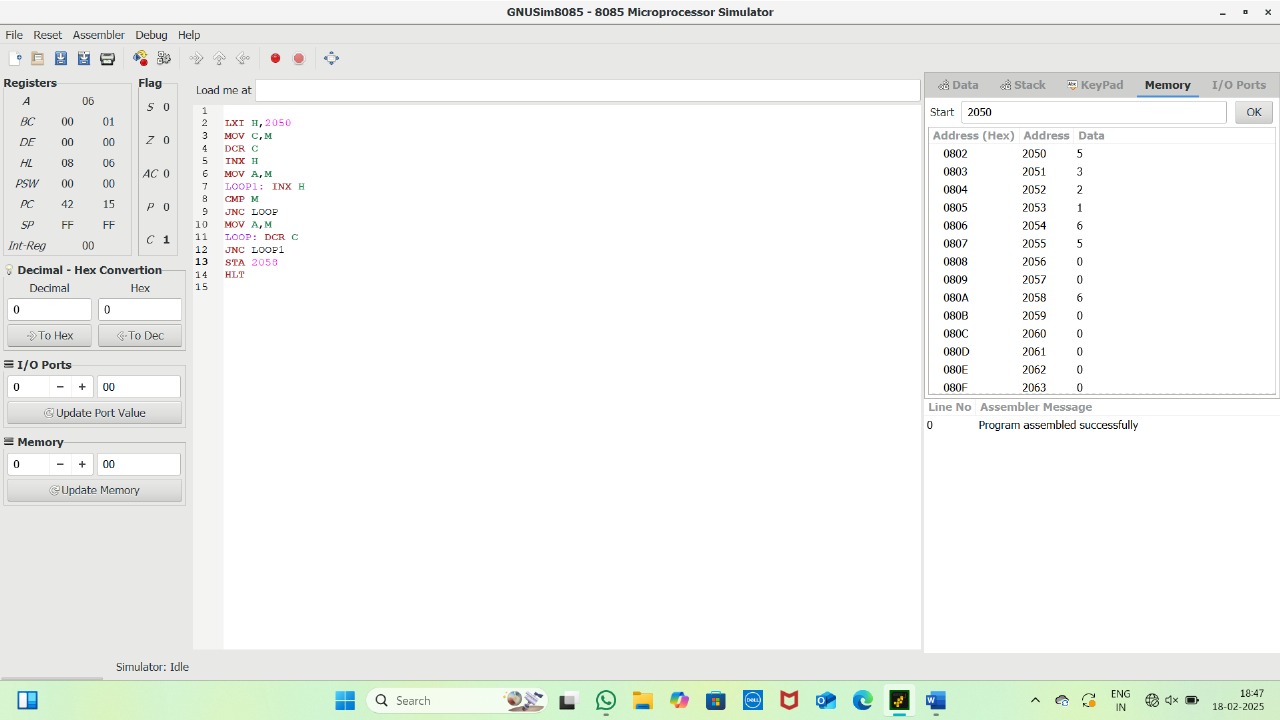 GNUSim8085 - 8085 Microprocessor Simulator
File Reset Assembler Debug Help
Registers
A 06
BC 00 01
DE 00 00
HL 08 06
PSW 00 00
PC 42 15
SP FF FF
Int-Reg 00
Flag
S 0
Z 0
AC 0
P 0
C 1
Decimal - Hex Convertion
Decimal Hex
0 0
To Hex To Dec
I/O Ports
0 − + 00
Update Port Value
Memory
0 − + 00
Update Memory
Load me at
1
2 LXI H,2050
3 MOV C,M
4 DCR C
5 INX H
6 MOV A,M
7 LOOP1: INX H
8 CMP M
9 JNC LOOP
10 MOV A,M
11 LOOP: DCR C
12 JNC LOOP1
13 STA 2058
14 HLT
15
Data Stack KeyPad Memory I/O Ports
Start 2050 OK
Address (Hex) Address Data
0802 2050 5
0803 2051 3
0804 2052 2
0805 2053 1
0806 2054 6
0807 2055 5
0808 2056 0
0809 2057 0
080A 2058 6
080B 2059 0
080C 2060 0
080D 2061 0
080E 2062 0
080F 2063 0
Line No Assembler Message
0 Program assembled successfully
Simulator: Idle
Search
ENG
IN
18:47
18-02-2025